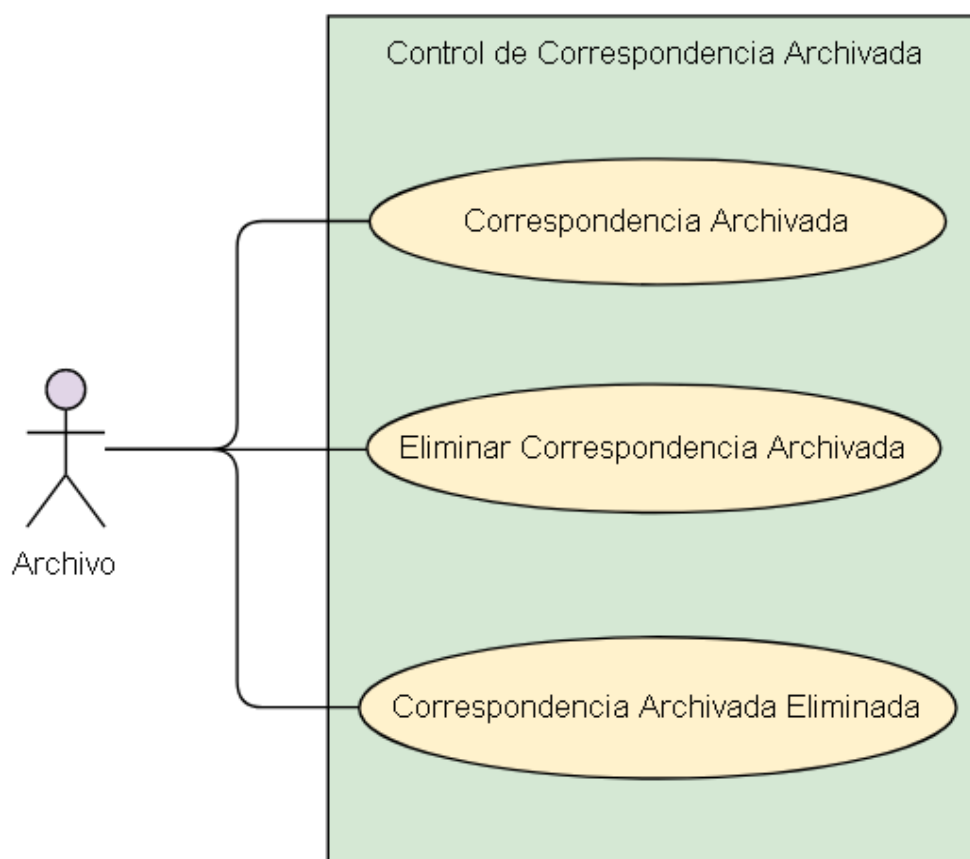 Control de Correspondencia Archivada
Correspondencia Archivada
Eliminar Correspondencia Archivada
Archivo
Correspondencia Archivada Eliminada